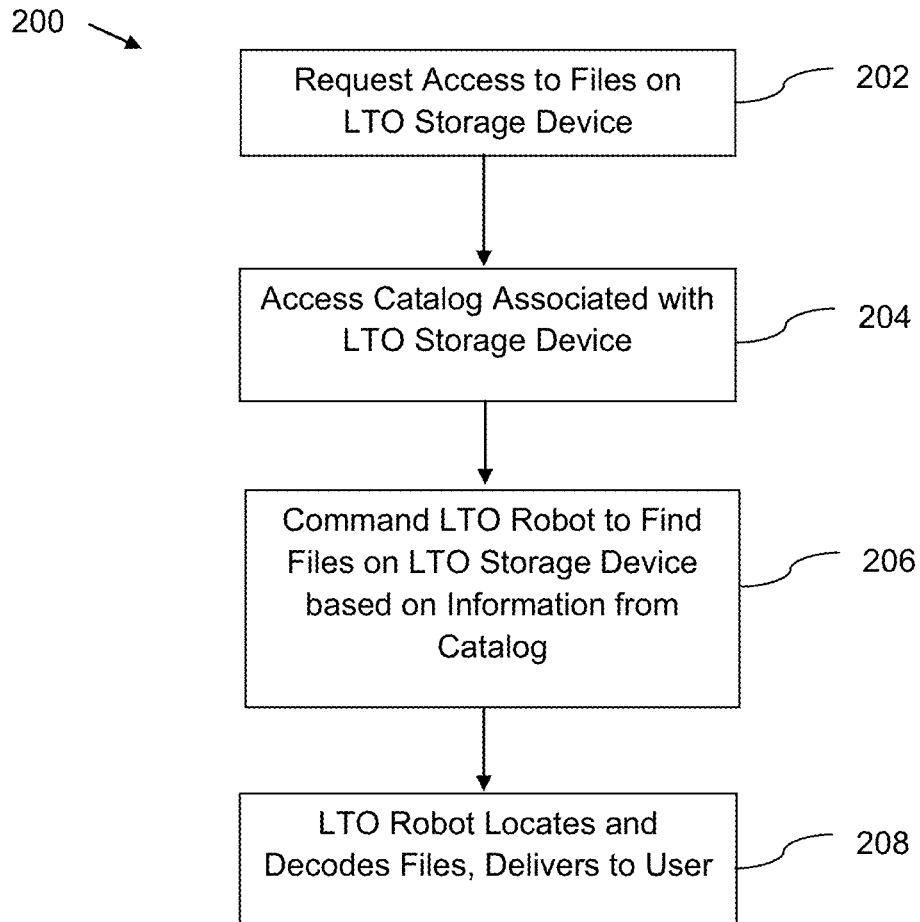 200
Request Access to Files on
LTO Storage Device
202
Access Catalog Associated with
LTO Storage Device
204
Command LTO Robot to Find
Files on LTO Storage Device
based on Information from
Catalog
206
LTO Robot Locates and
Decodes Files, Delivers to User
208